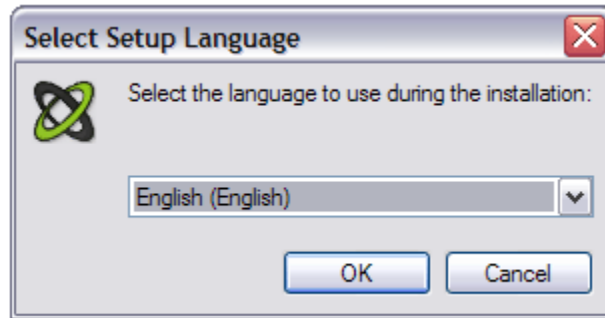 Select Setup Language
Select the language to use during the installation:
English (English)
OK
Cancel